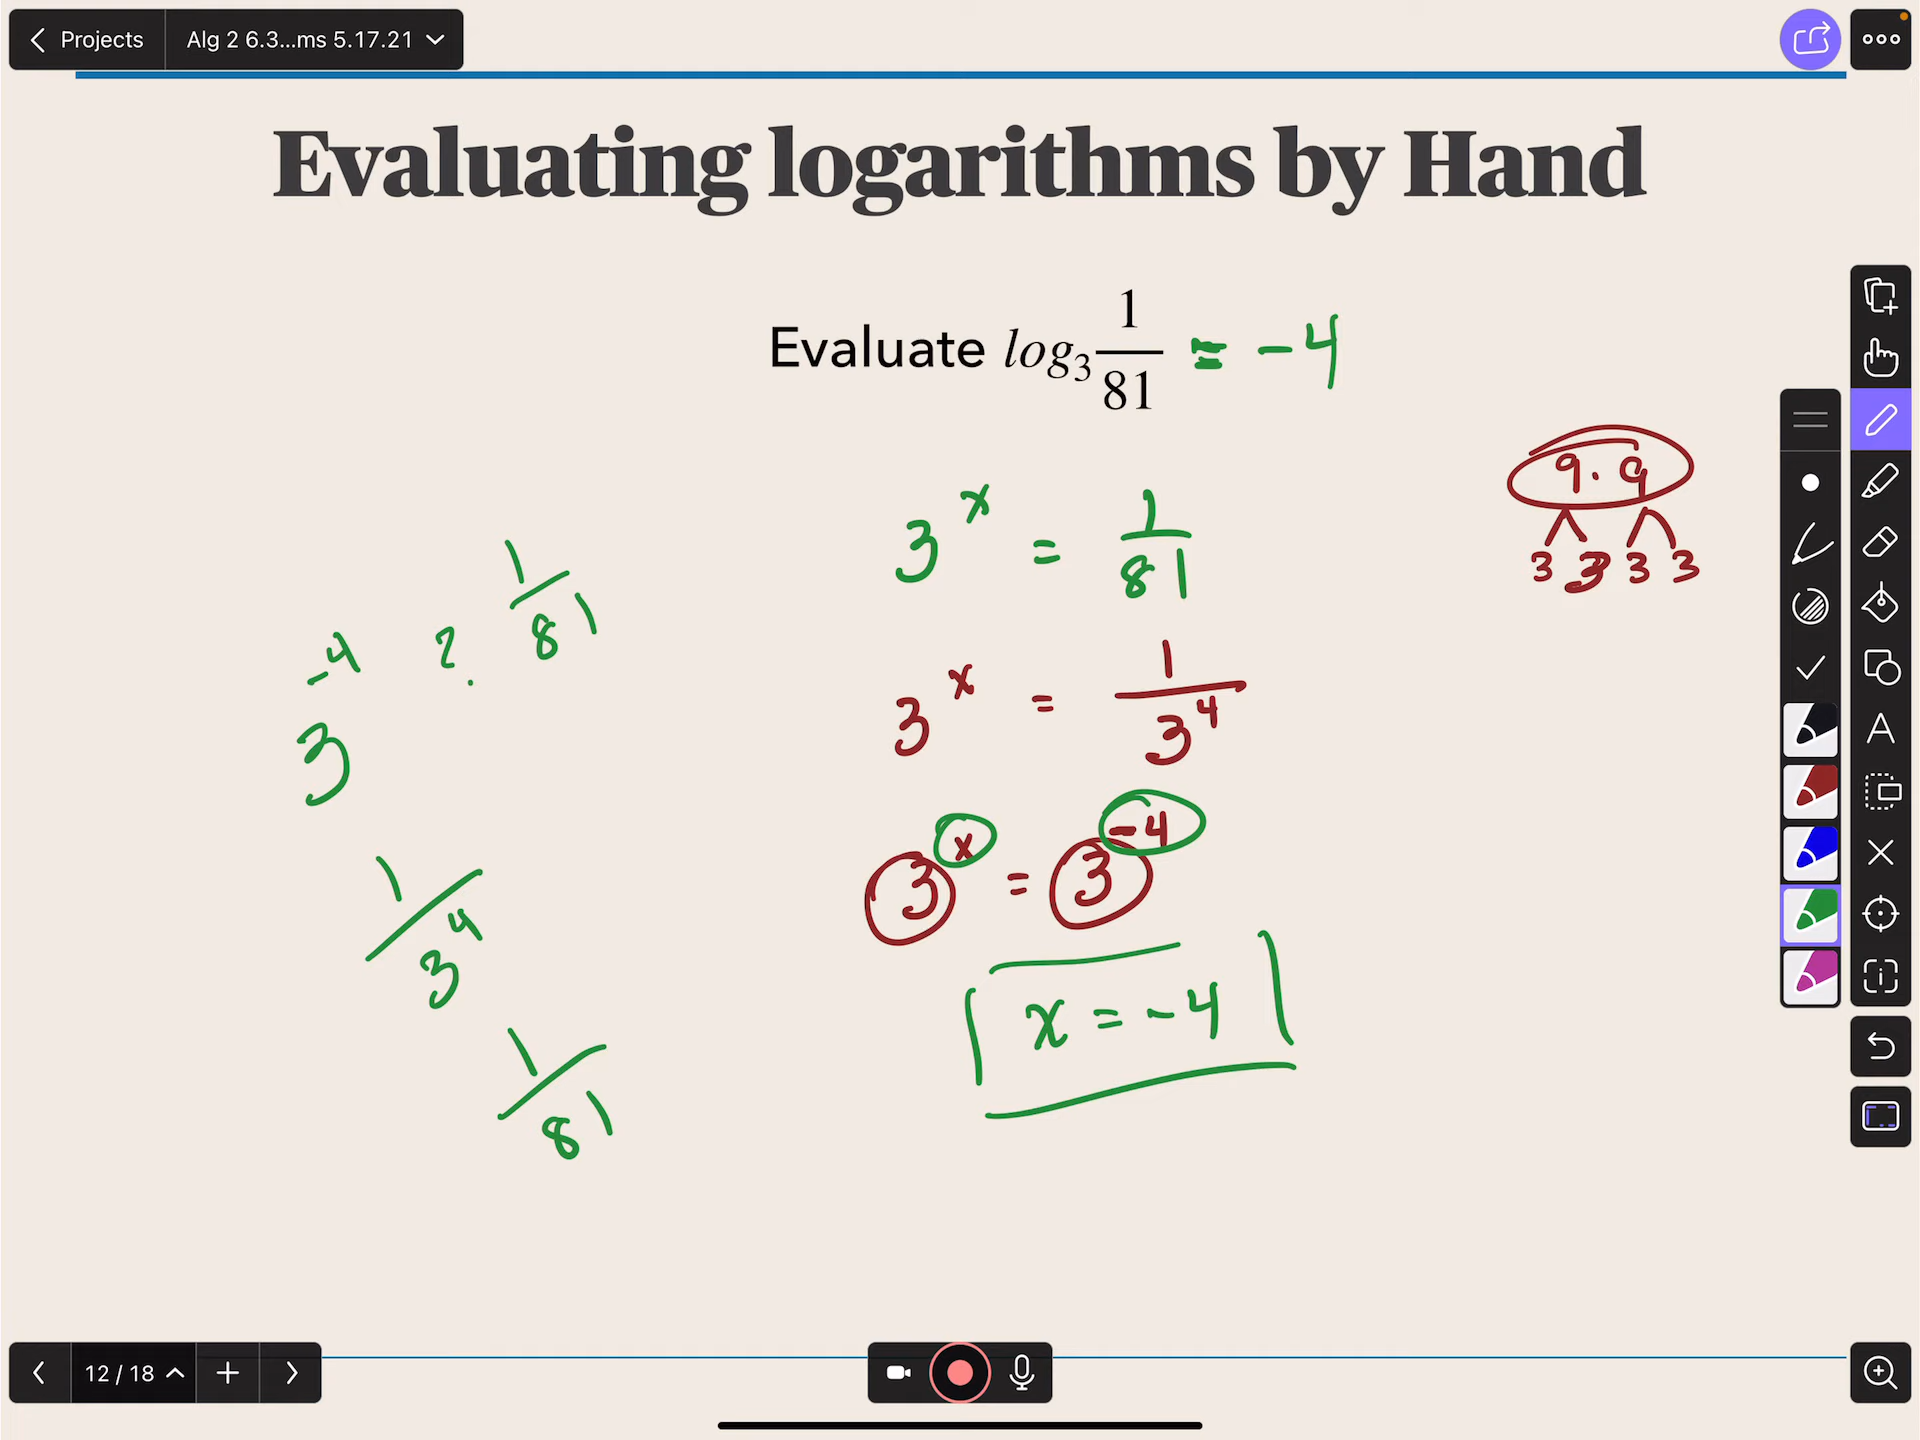 Projects
Alg 2 6.3...ms 5.17.21
Evaluating logarithms by Hand
Evaluate log₃ 1/81 = -4
9 · 9
3 3 3 3
3^x = 1/81
3^-4 ? 1/81
3^x = 1/3^4
3^x = 3^-4
1/3^4
x = -4
1/81
12 / 18